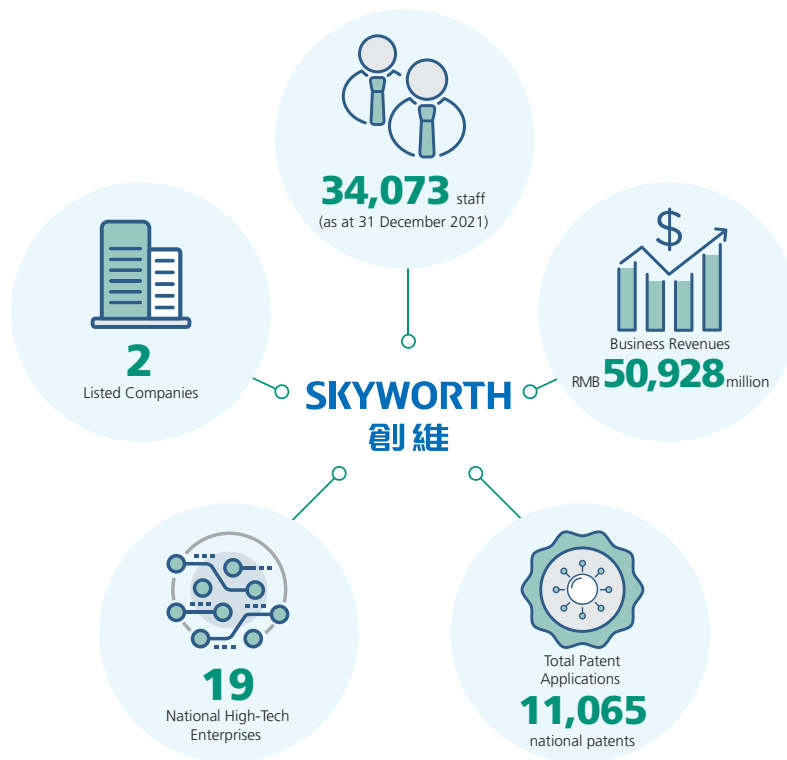 34,073 staff
(as at 31 December 2021)
$
2
Listed Companies
Business Revenues
RMB 50,928 million
SKYWORTH
創維
19
National High-Tech
Enterprises
Total Patent
Applications
11,065
national patents